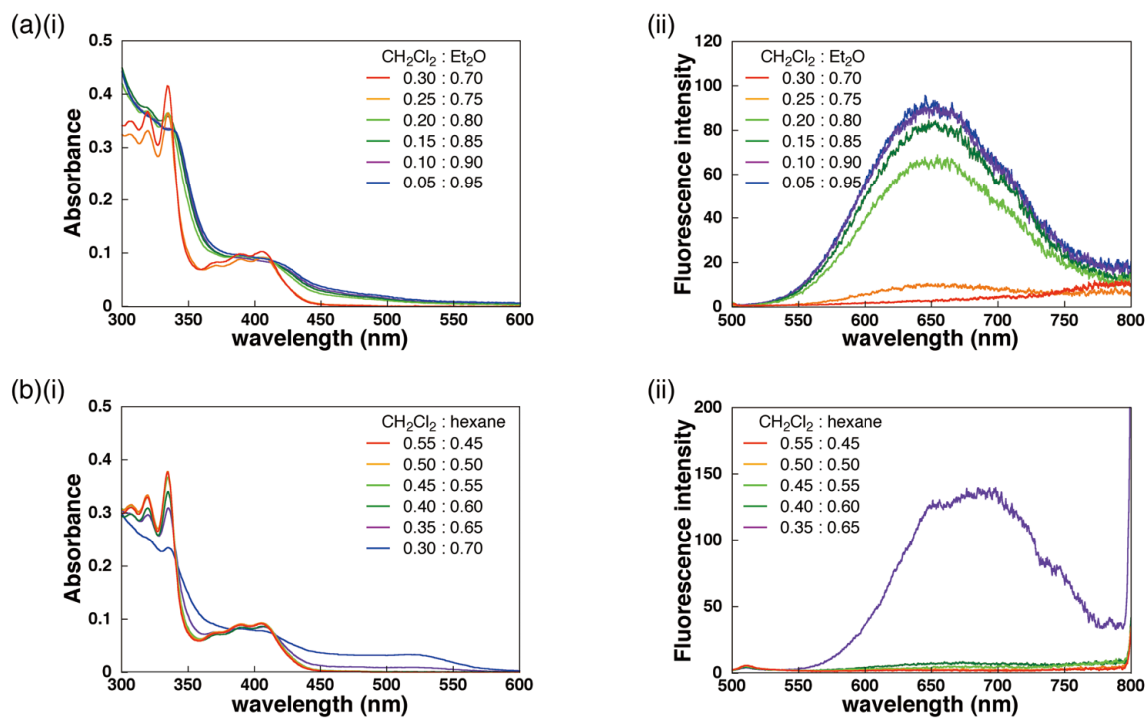 (a)(i)
0.5
0.4
0.3
0.2
0.1
0
300 350 400 450 500 550 600
Absorbance
wavelength (nm)
CH₂Cl₂ : Et₂O
0.30 : 0.70
0.25 : 0.75
0.20 : 0.80
0.15 : 0.85
0.10 : 0.90
0.05 : 0.95
(ii)
120
100
80
60
40
20
0
500 550 600 650 700 750 800
Fluorescence intensity
wavelength (nm)
CH₂Cl₂ : Et₂O
0.30 : 0.70
0.25 : 0.75
0.20 : 0.80
0.15 : 0.85
0.10 : 0.90
0.05 : 0.95
(b)(i)
0.5
0.4
0.3
0.2
0.1
0
300 350 400 450 500 550 600
Absorbance
wavelength (nm)
CH₂Cl₂ : hexane
0.55 : 0.45
0.50 : 0.50
0.45 : 0.55
0.40 : 0.60
0.35 : 0.65
0.30 : 0.70
(ii)
200
150
100
50
0
500 550 600 650 700 750 800
Fluorescence intensity
wavelength (nm)
CH₂Cl₂ : hexane
0.55 : 0.45
0.50 : 0.50
0.45 : 0.55
0.40 : 0.60
0.35 : 0.65